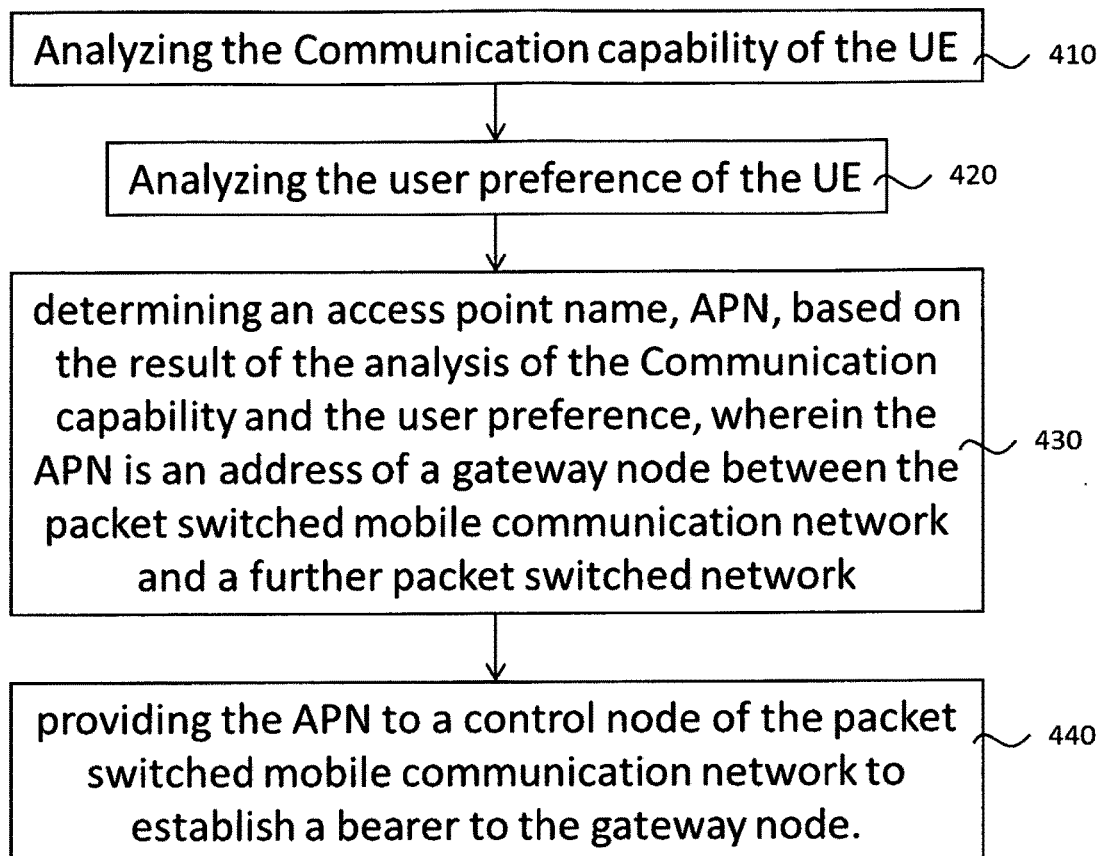 Analyzing the Communication capability of the UE
410
Analyzing the user preference of the UE
420
determining an access point name, APN, based on
the result of the analysis of the Communication
capability and the user preference, wherein the
APN is an address of a gateway node between the
packet switched mobile communication network
and a further packet switched network
430
providing the APN to a control node of the packet
switched mobile communication network to
establish a bearer to the gateway node.
440